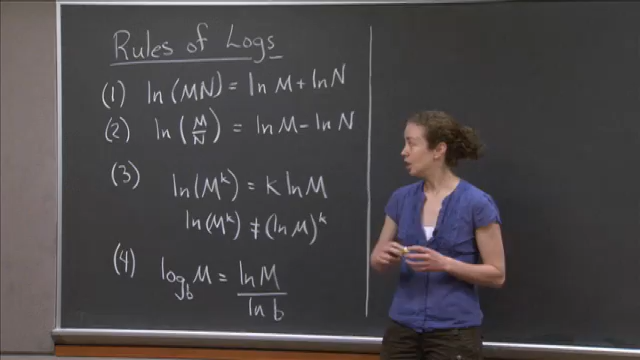 Rules of Logs
(1) ln (MN) = ln M + ln N
(2) ln (M/N) = ln M - ln N
(3) ln (M^k) = k ln M
ln (M^k) ≠ (ln M)^k
(4) log_b M = ln M / ln b